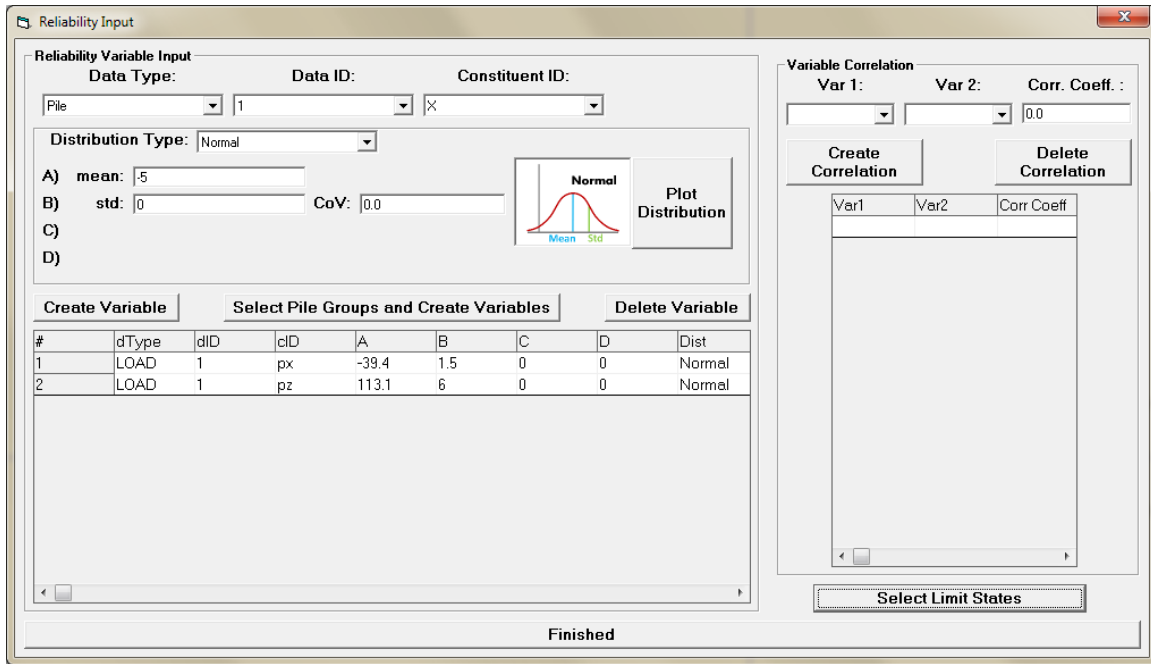 Reliability Input
Reliability Variable Input
Data Type: Data ID: Constituent ID:
Pile 1 X
Distribution Type: Normal
A) mean: -5
B) std: 0 CoV: 0.0
C)
D)
Normal
Mean Std
Plot
Distribution
Create Variable Select Pile Groups and Create Variables Delete Variable
# dType dID cID A B C D Dist
1 LOAD 1 px -39.4 1.5 0 0 Normal
2 LOAD 1 pz 113.1 6 0 0 Normal
Variable Correlation
Var 1: Var 2: Corr. Coeff. :
0.0
Create
Correlation
Delete
Correlation
Var1 Var2 Corr Coeff
Select Limit States
Finished